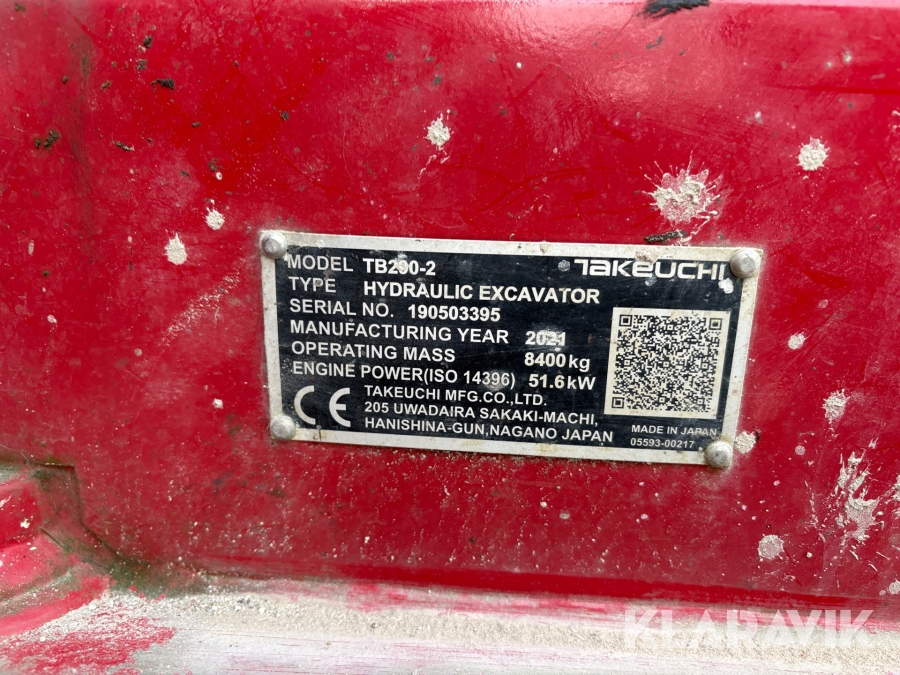 MODEL TB290-2
TAKEUCHI
TYPE HYDRAULIC EXCAVATOR
SERIAL NO. 190503395
MANUFACTURING YEAR 2021
OPERATING MASS 8400kg
ENGINE POWER(ISO 14396) 51.6kW
CE
TAKEUCHI MFG.CO.,LTD.
205 UWADAIRA SAKAKI-MACHI,
HANISHINA-GUN,NAGANO JAPAN
MADE IN JAPAN
05593-00217
KLARAVIK